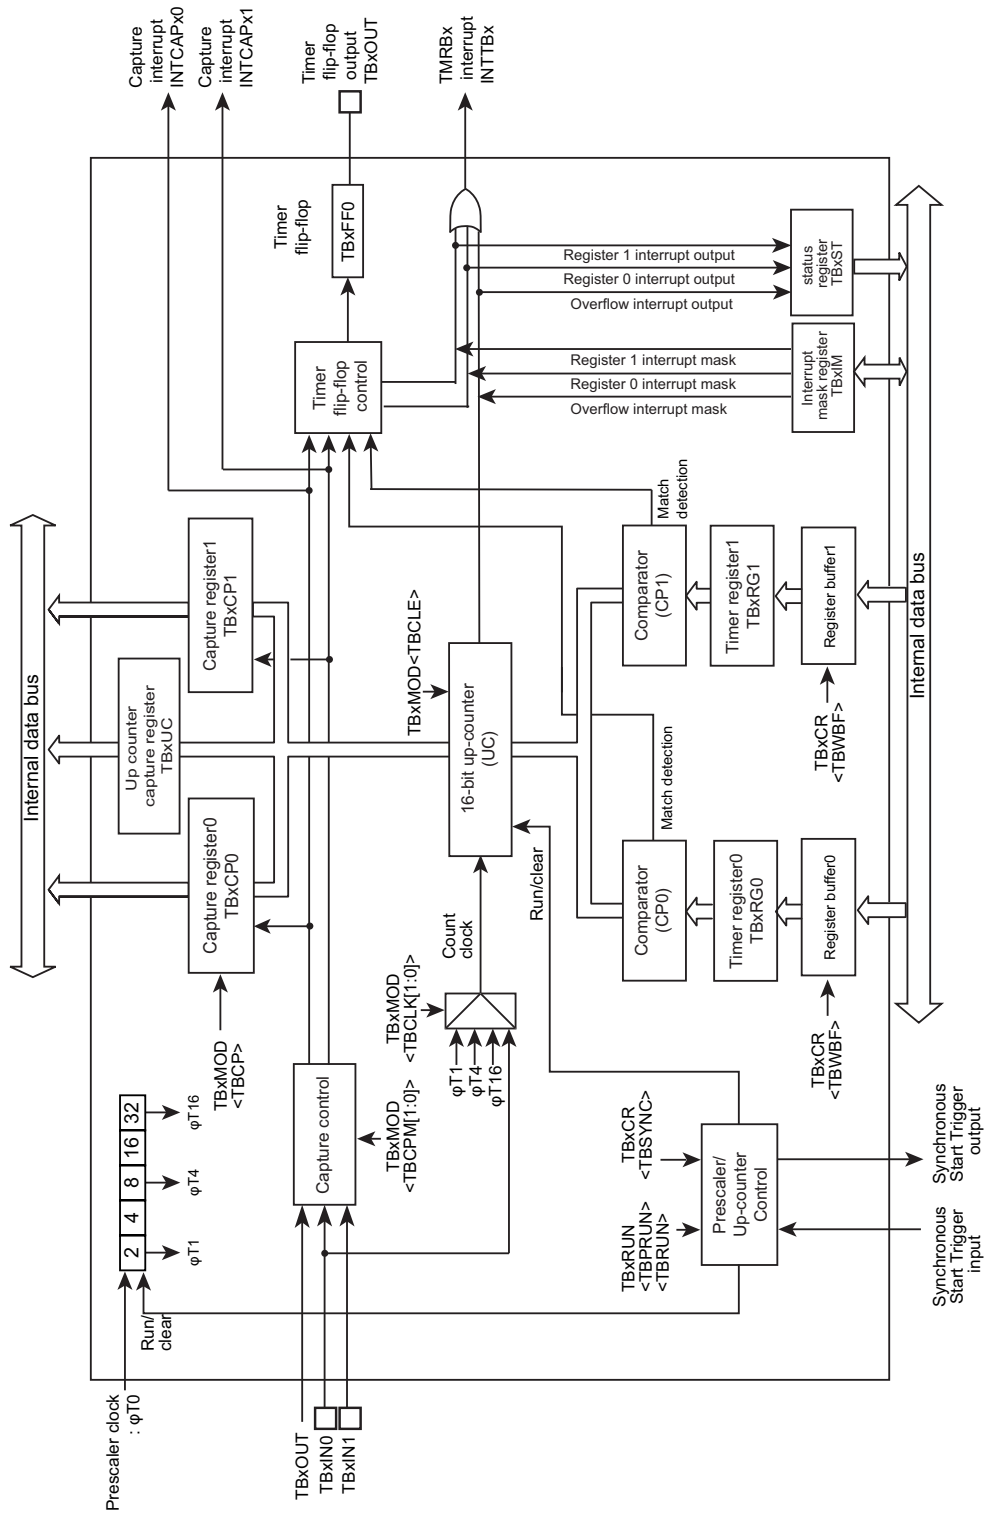 Capture
interrupt
INTCAPx0
Capture
interrupt
INTCAPx1
Timer
flip-flop
output
TBxOUT
TMRBx
interrupt
INTTBx
Timer
flip-flop
TBxFF0
Register 1 interrupt output
Register 0 interrupt output
Overflow interrupt output
status
register
TBxST
Timer
flip-flop
control
Register 1 interrupt mask
Register 0 interrupt mask
Overflow interrupt mask
Interrupt
mask register
TBxIM
Internal data bus
Capture register1
TBxCP1
Up counter
capture register
TBxUC
Capture register0
TBxCP0
TBxMOD
<TBCP>
TBxMOD<TBCLE>
16-bit up-counter
(UC)
Match
detection
Comparator
(CP1)
Timer register1
TBxRG1
Register buffer1
TBxCR
<TBWBF>
Internal data bus
Match detection
Comparator
(CP0)
Timer register0
TBxRG0
Register buffer0
TBxCR
<TBWBF>
Run/clear
Count
clock
TBxMOD
<TBCLK[1:0]>
φT1
φT4
φT16
Capture control
TBxMOD
<TBCPM[1:0]>
2
4
8
16
32
φT1
φT4
φT16
Run/
clear
Prescaler clock
: φT0
TBxOUT
TBxIN0
TBxIN1
TBxRUN
<TBPRUN>
<TBRUN>
TBxCR
<TBSYNC>
Prescaler/
Up-counter
Control
Synchronous
Start Trigger
output
Synchronous
Start Trigger
input